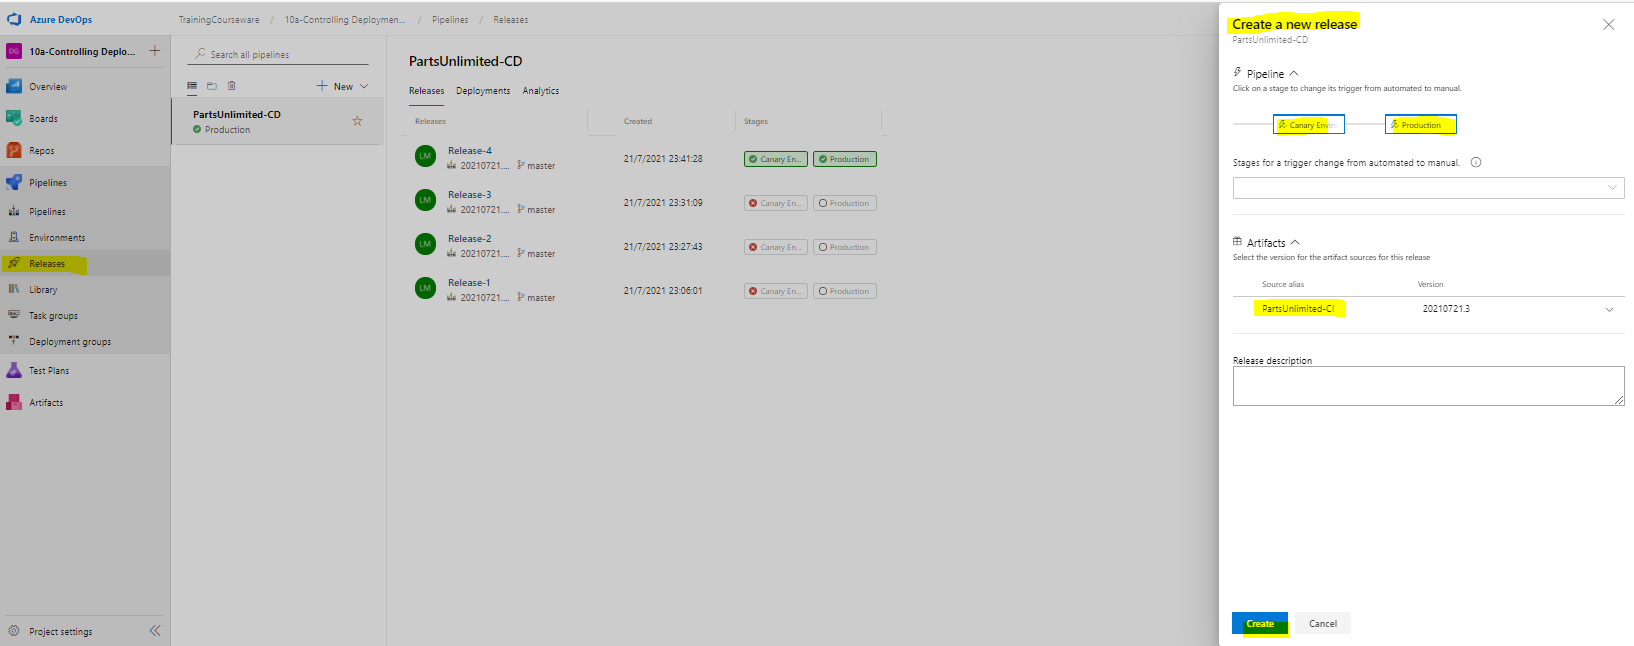 Azure DevOps
TrainingCourseware / 10a-Controlling Deploymen... / Pipelines / Releases
DG 10a-Controlling Deplo...
Overview
Boards
Repos
Pipelines
Pipelines
Environments
Releases
Library
Task groups
Deployment groups
Test Plans
Artifacts
Project settings
Search all pipelines
New
PartsUnlimited-CD
Production
PartsUnlimited-CD
Releases Deployments Analytics
Releases Created Stages
LM Release-4
20210721.... master 21/7/2021 23:41:28 Canary En... Production
LM Release-3
20210721.... master 21/7/2021 23:31:09 Canary En... Production
LM Release-2
20210721.... master 21/7/2021 23:27:43 Canary En... Production
LM Release-1
20210721.... master 21/7/2021 23:06:01 Canary En... Production
Create a new release
PartsUnlimited-CD
Pipeline
Click on a stage to change its trigger from automated to manual.
Canary Enviro Production
Stages for a trigger change from automated to manual.
Artifacts
Select the version for the artifact sources for this release
Source alias Version
PartsUnlimited-CI 20210721.3
Release description
Create Cancel